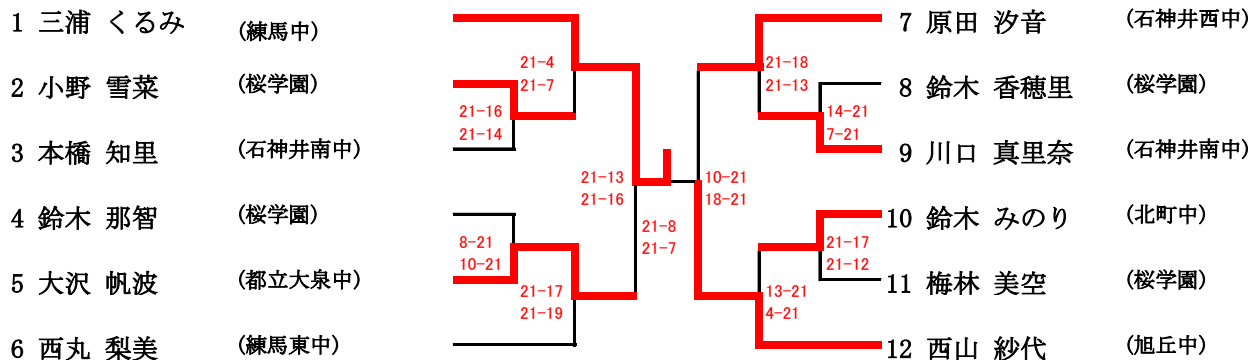 1 三浦 くるみ (練馬中)
2 小野 雪菜 (桜学園)
3 本橋 知里 (石神井南中)
4 鈴木 那智 (桜学園)
5 大沢 帆波 (都立大泉中)
6 西丸 梨美 (練馬東中)
21-4
21-7
21-16
21-14
8-21
10-21
21-17
21-19
21-13
21-16
21-8
21-7
10-21
18-21
21-18
21-13
14-21
7-21
21-17
21-12
13-21
4-21
7 原田 汐音 (石神井西中)
8 鈴木 香穂里 (桜学園)
9 川口 真里奈 (石神井南中)
10 鈴木 みのり (北町中)
11 梅林 美空 (桜学園)
12 西山 紗代 (旭丘中)